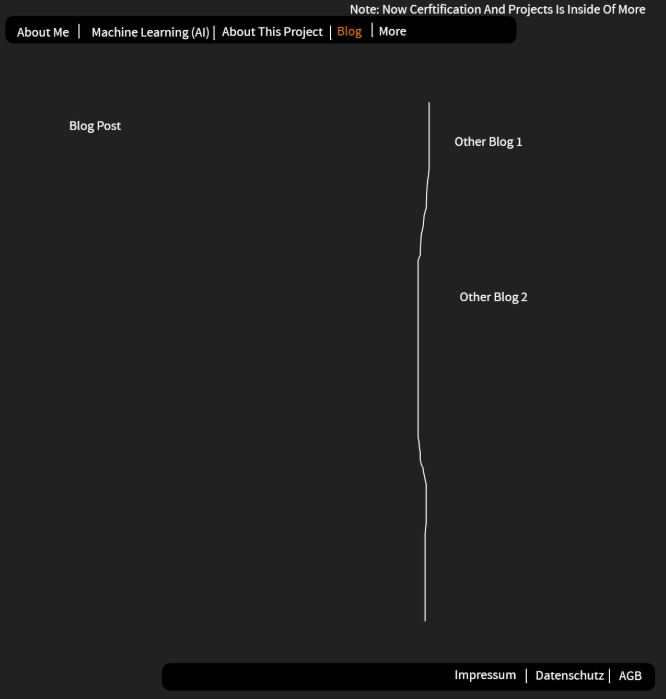 Note: Now Cerftification And Projects Is Inside Of More
About Me | Machine Learning (AI) | About This Project | Blog | More
Blog Post
Other Blog 1
Other Blog 2
Impressum | Datenschutz | AGB